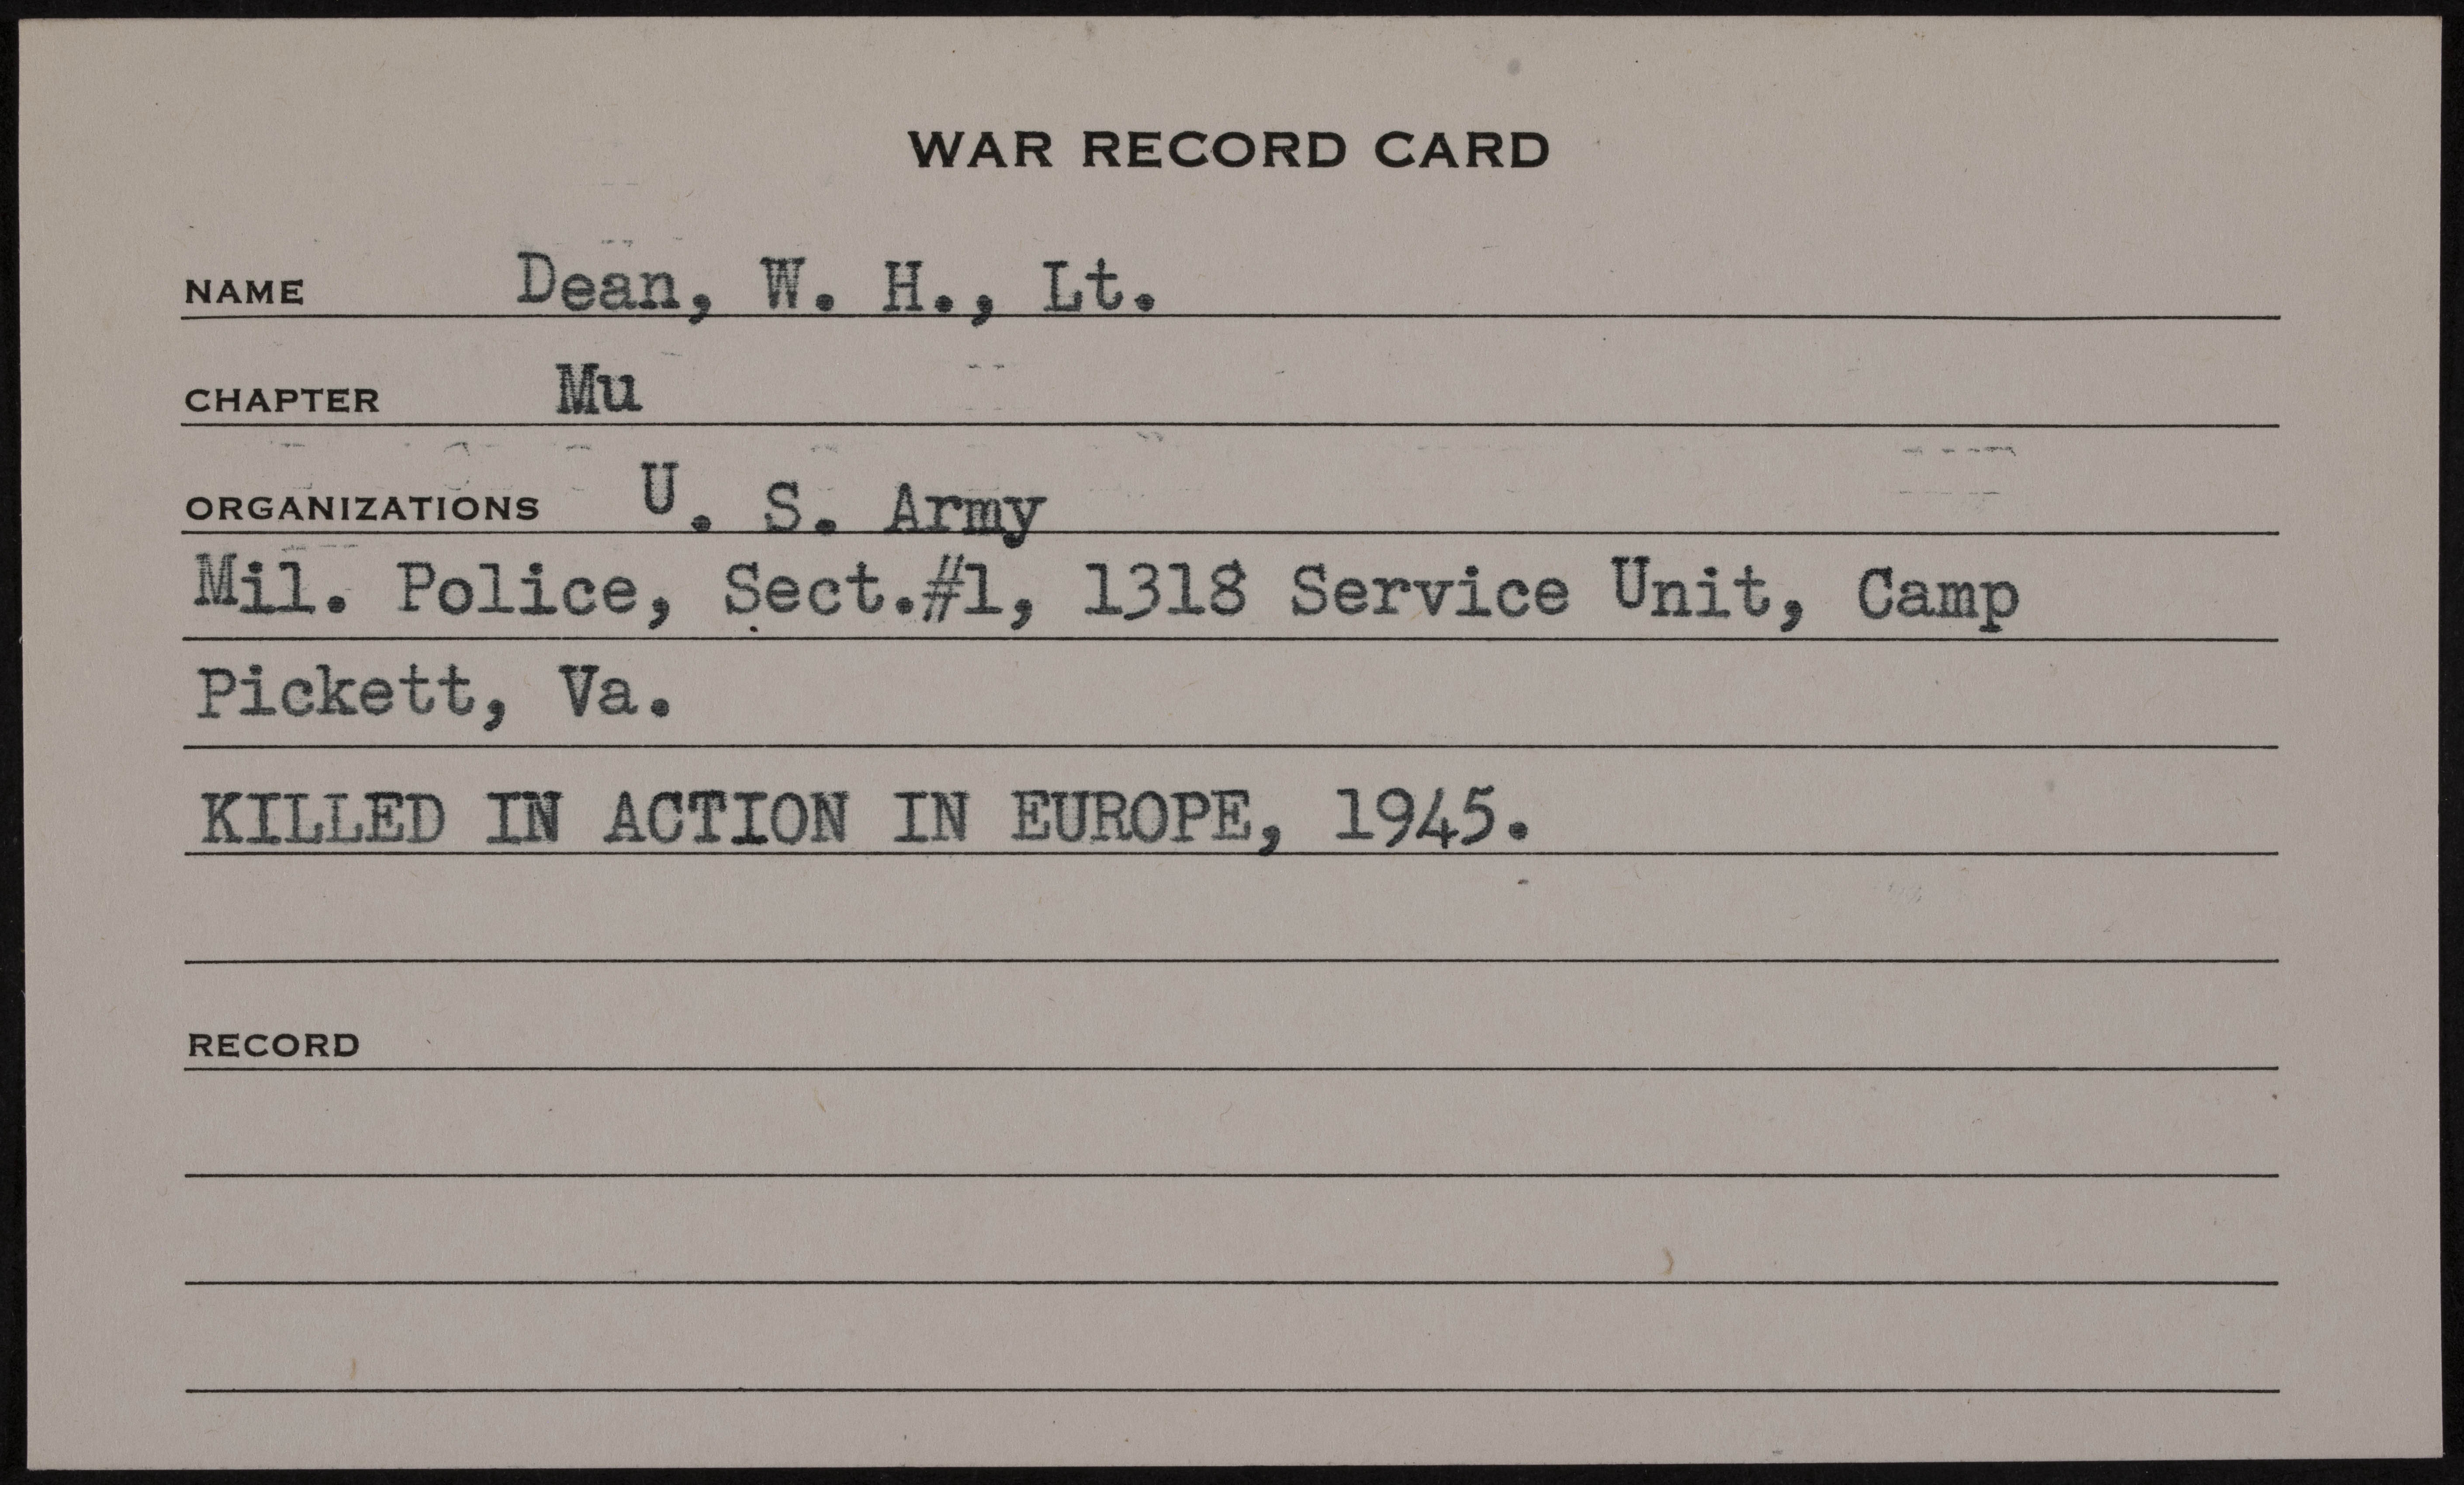 WAR RECORD CARD
NAME Dean, W. H., Lt.
CHAPTER Mu
ORGANIZATIONS U. S. Army
Mil. Police, Sect.#1, 1318 Service Unit, Camp
Pickett, Va.
KILLED IN ACTION IN EUROPE, 1945.
RECORD